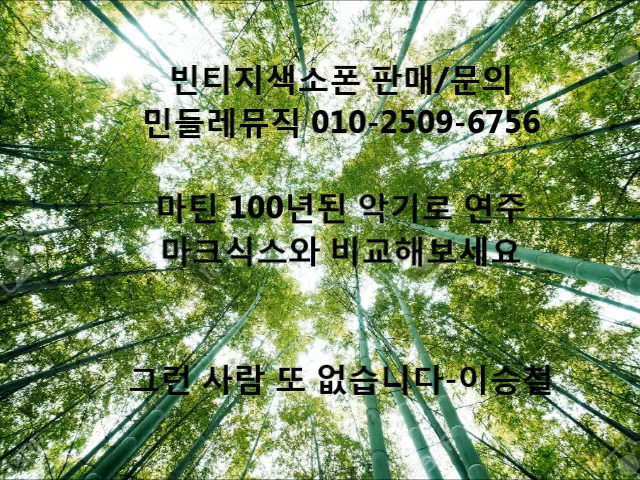 빈티지색소폰 판매/문의
민들레뮤직 010-2509-6756
마틴 100년된 악기로 연주
마크식스와 비교해보세요
그런 사람 또 없습니다-이승철